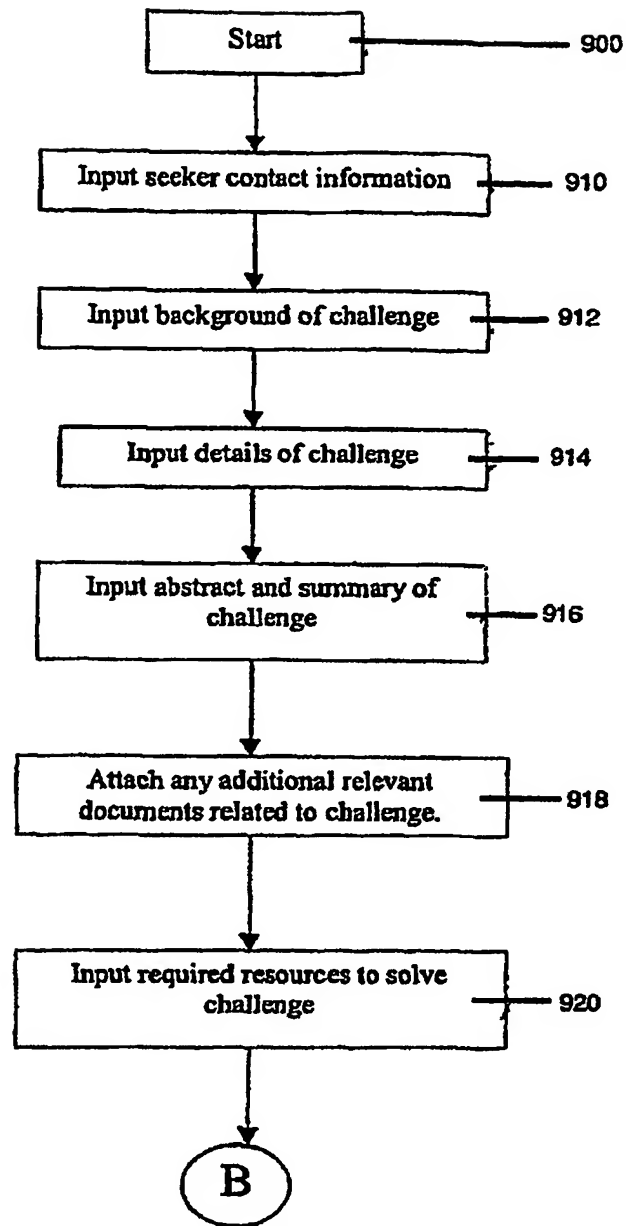 Start
900
Input seeker contact information
910
Input background of challenge
912
Input details of challenge
914
Input abstract and summary of
challenge
916
Attach any additional relevant
documents related to challenge.
918
Input required resources to solve
challenge
920
B